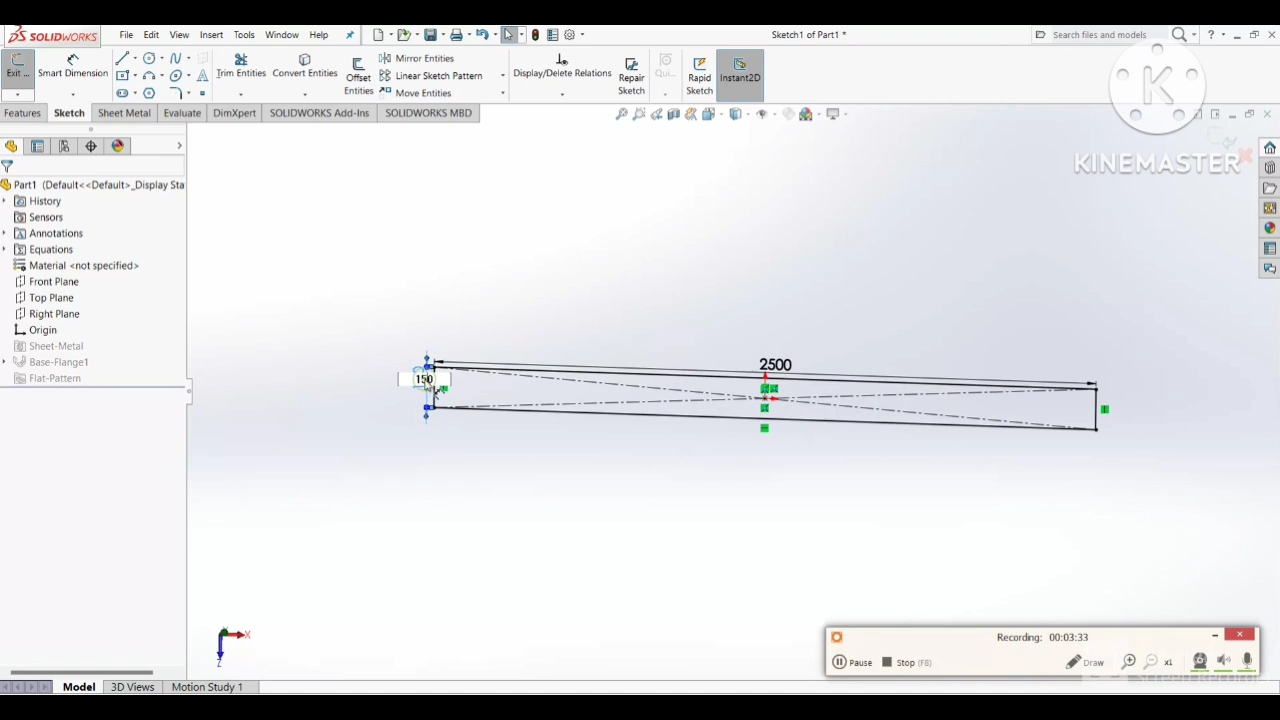 SOLIDWORKS
File Edit View Insert Tools Window Help
Sketch1 of Part1 *
Search files and models
Exit ...
Smart Dimension
Trim Entities
Convert Entities
Offset Entities
Mirror Entities
Linear Sketch Pattern
Move Entities
Display/Delete Relations
Repair Sketch
Qui...
Rapid Sketch
Instant2D
Features Sketch Sheet Metal Evaluate DimXpert SOLIDWORKS Add-Ins SOLIDWORKS MBD
K
KINEMASTER
Part1 (Default<<Default>_Display Sta
History
Sensors
Annotations
Equations
Material <not specified>
Front Plane
Top Plane
Right Plane
Origin
Sketch-Metal
Base-Flange1
Flat-Pattern
2500
150
X
Z
Recording: 00:03:33
Pause
Stop (F8)
Draw
x1
Model 3D Views Motion Study 1